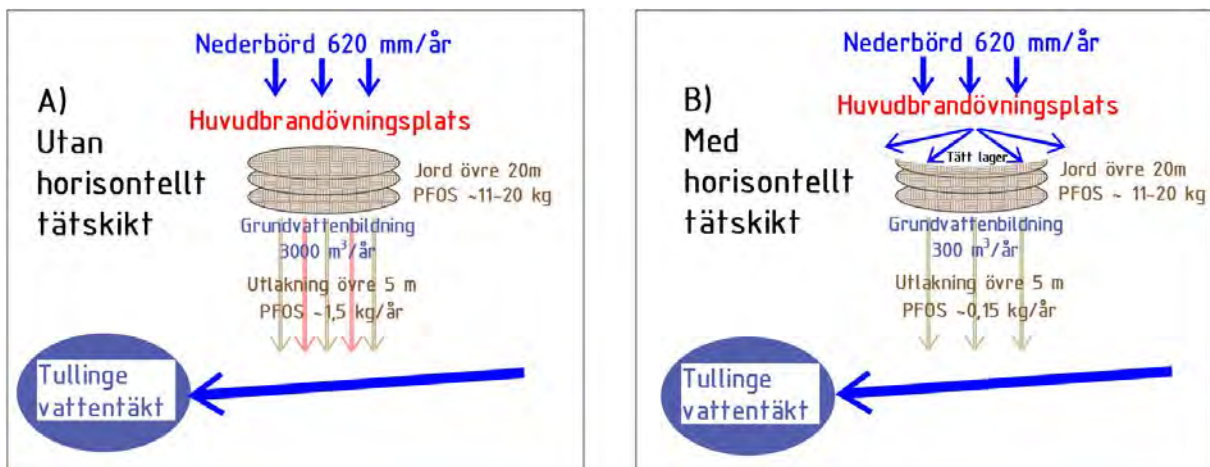 Nederbörd 620 mm/år
A)
Utan
horisontellt
tätskikt
Huvudbrandövningsplats
Jord övre 20m
PFOS ~11-20 kg
Grundvattenbildning
3000 m³/år
Utlakning övre 5 m
PFOS ~1,5 kg/år
Tullinge
vattentäkt
Nederbörd 620 mm/år
B)
Med
horisontellt
tätskikt
Huvudbrandövningsplats
Tätt lager
Jord övre 20m
PFOS ~11-20 kg
Grundvattenbildning
300 m³/år
Utlakning övre 5 m
PFOS ~0,15 kg/år
Tullinge
vattentäkt